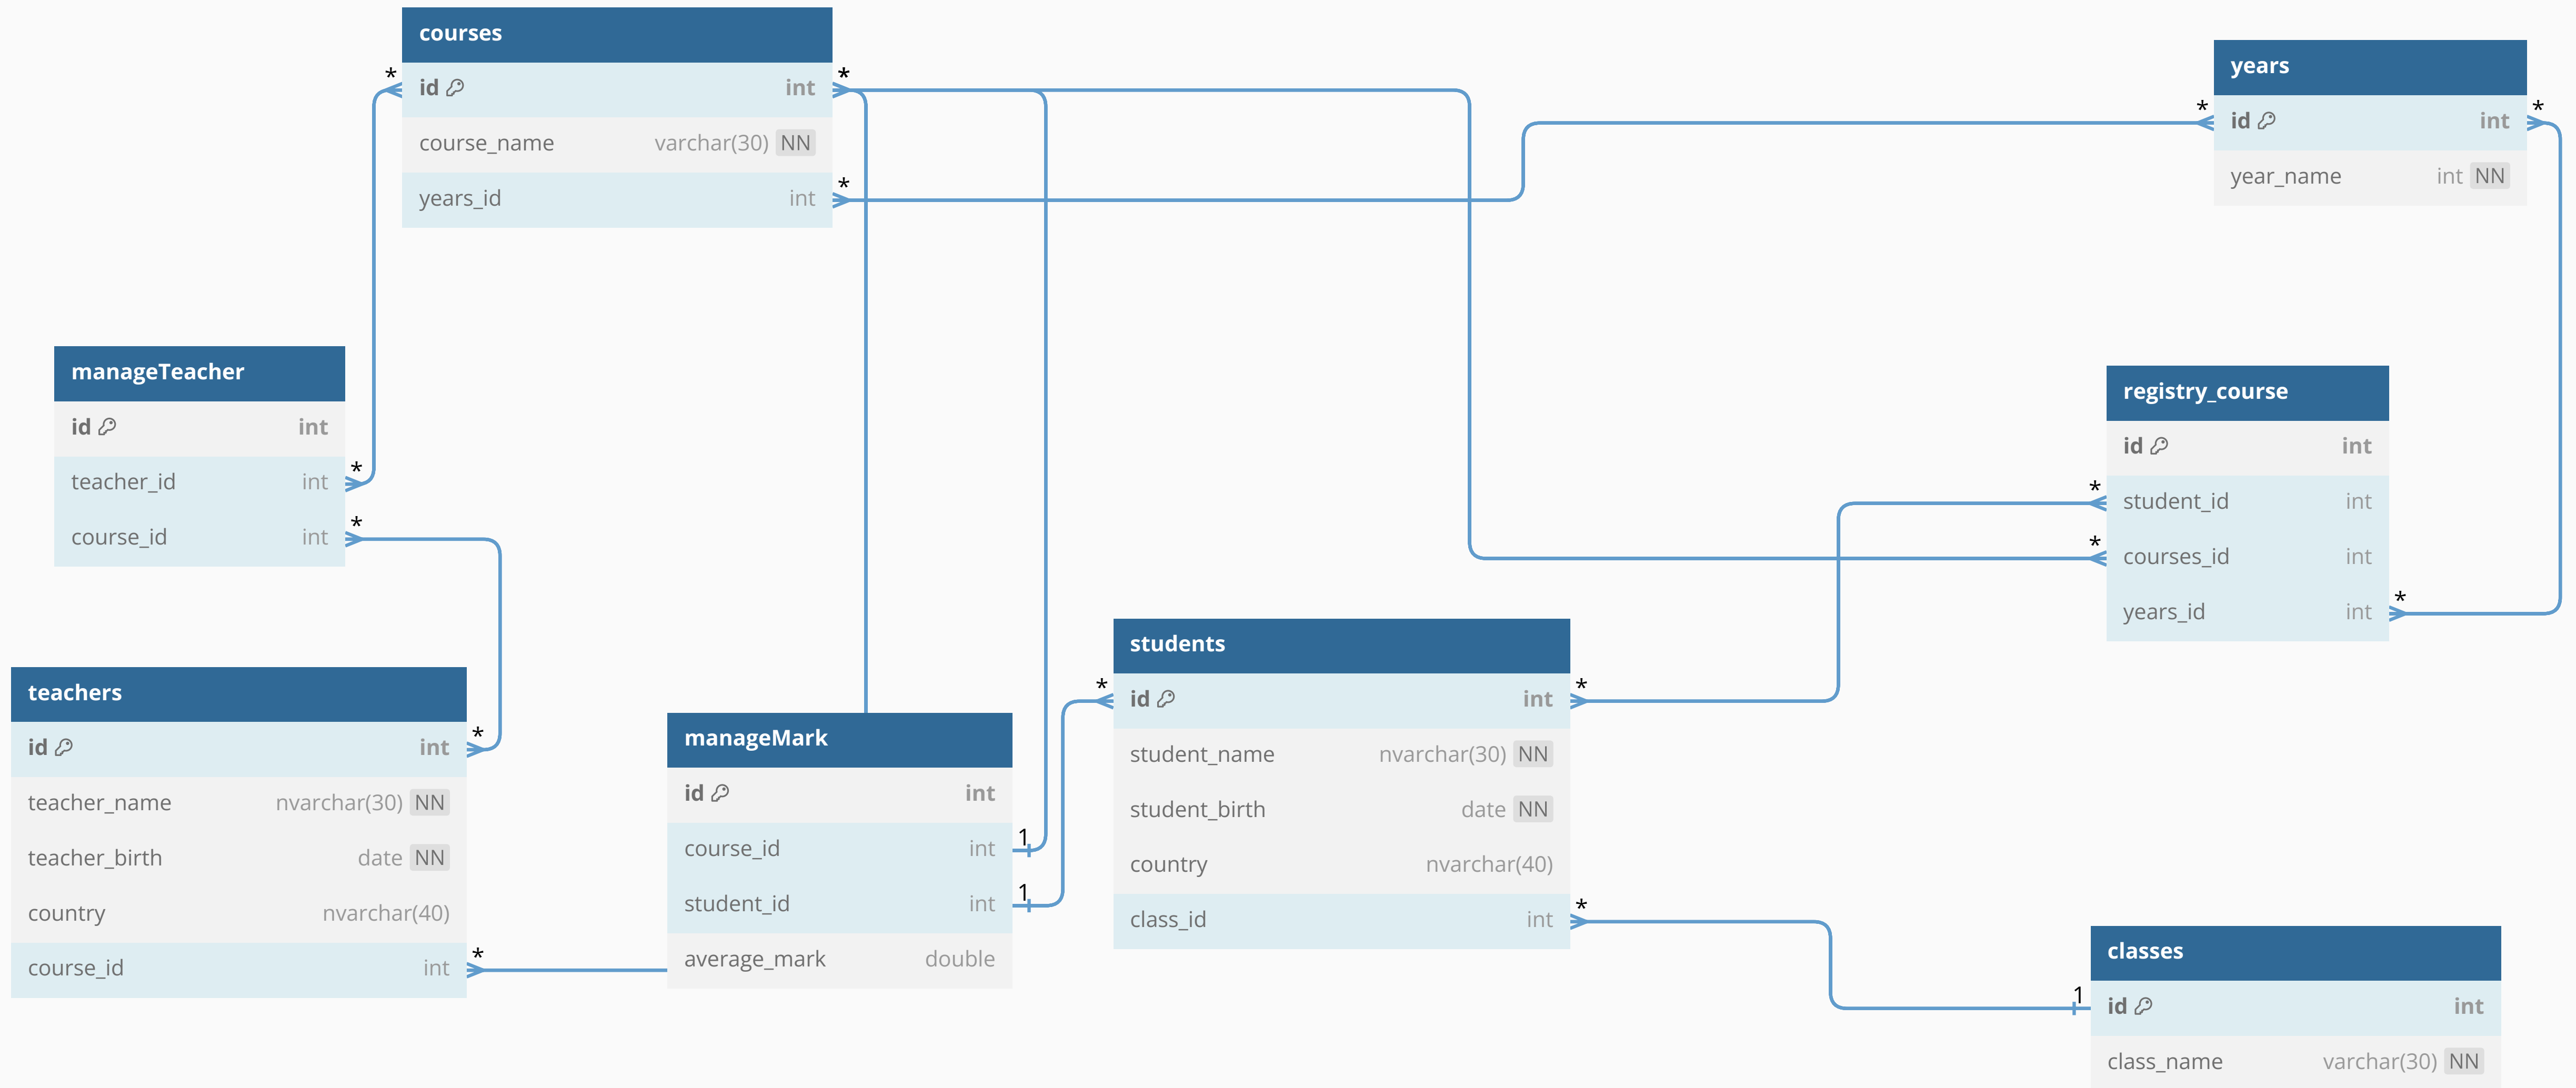 courses
* id int *
course_name varchar(30) NN
years_id int *
years
* id int *
year_name int NN
manageTeacher
id int
teacher_id int *
course_id int *
registry_course
id int
* student_id int
* courses_id int
years_id int *
teachers
id int *
teacher_name nvarchar(30) NN
teacher_birth date NN
country nvarchar(40)
course_id int *
manageMark
id int
course_id int 1
student_id int 1
average_mark double
students
* id int *
student_name nvarchar(30) NN
student_birth date NN
country nvarchar(40)
class_id int *
classes
1 id int
class_name varchar(30) NN